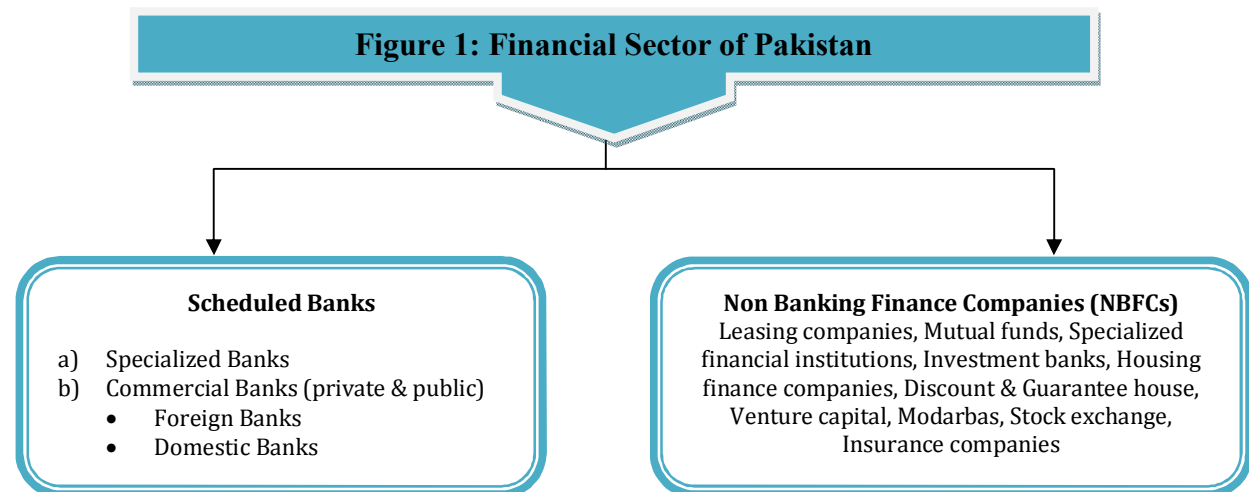 Figure 1: Financial Sector of Pakistan
Scheduled Banks
a) Specialized Banks
b) Commercial Banks (private & public)
• Foreign Banks
• Domestic Banks
Non Banking Finance Companies (NBFCs)
Leasing companies, Mutual funds, Specialized
financial institutions, Investment banks, Housing
finance companies, Discount & Guarantee house,
Venture capital, Modarbas, Stock exchange,
Insurance companies